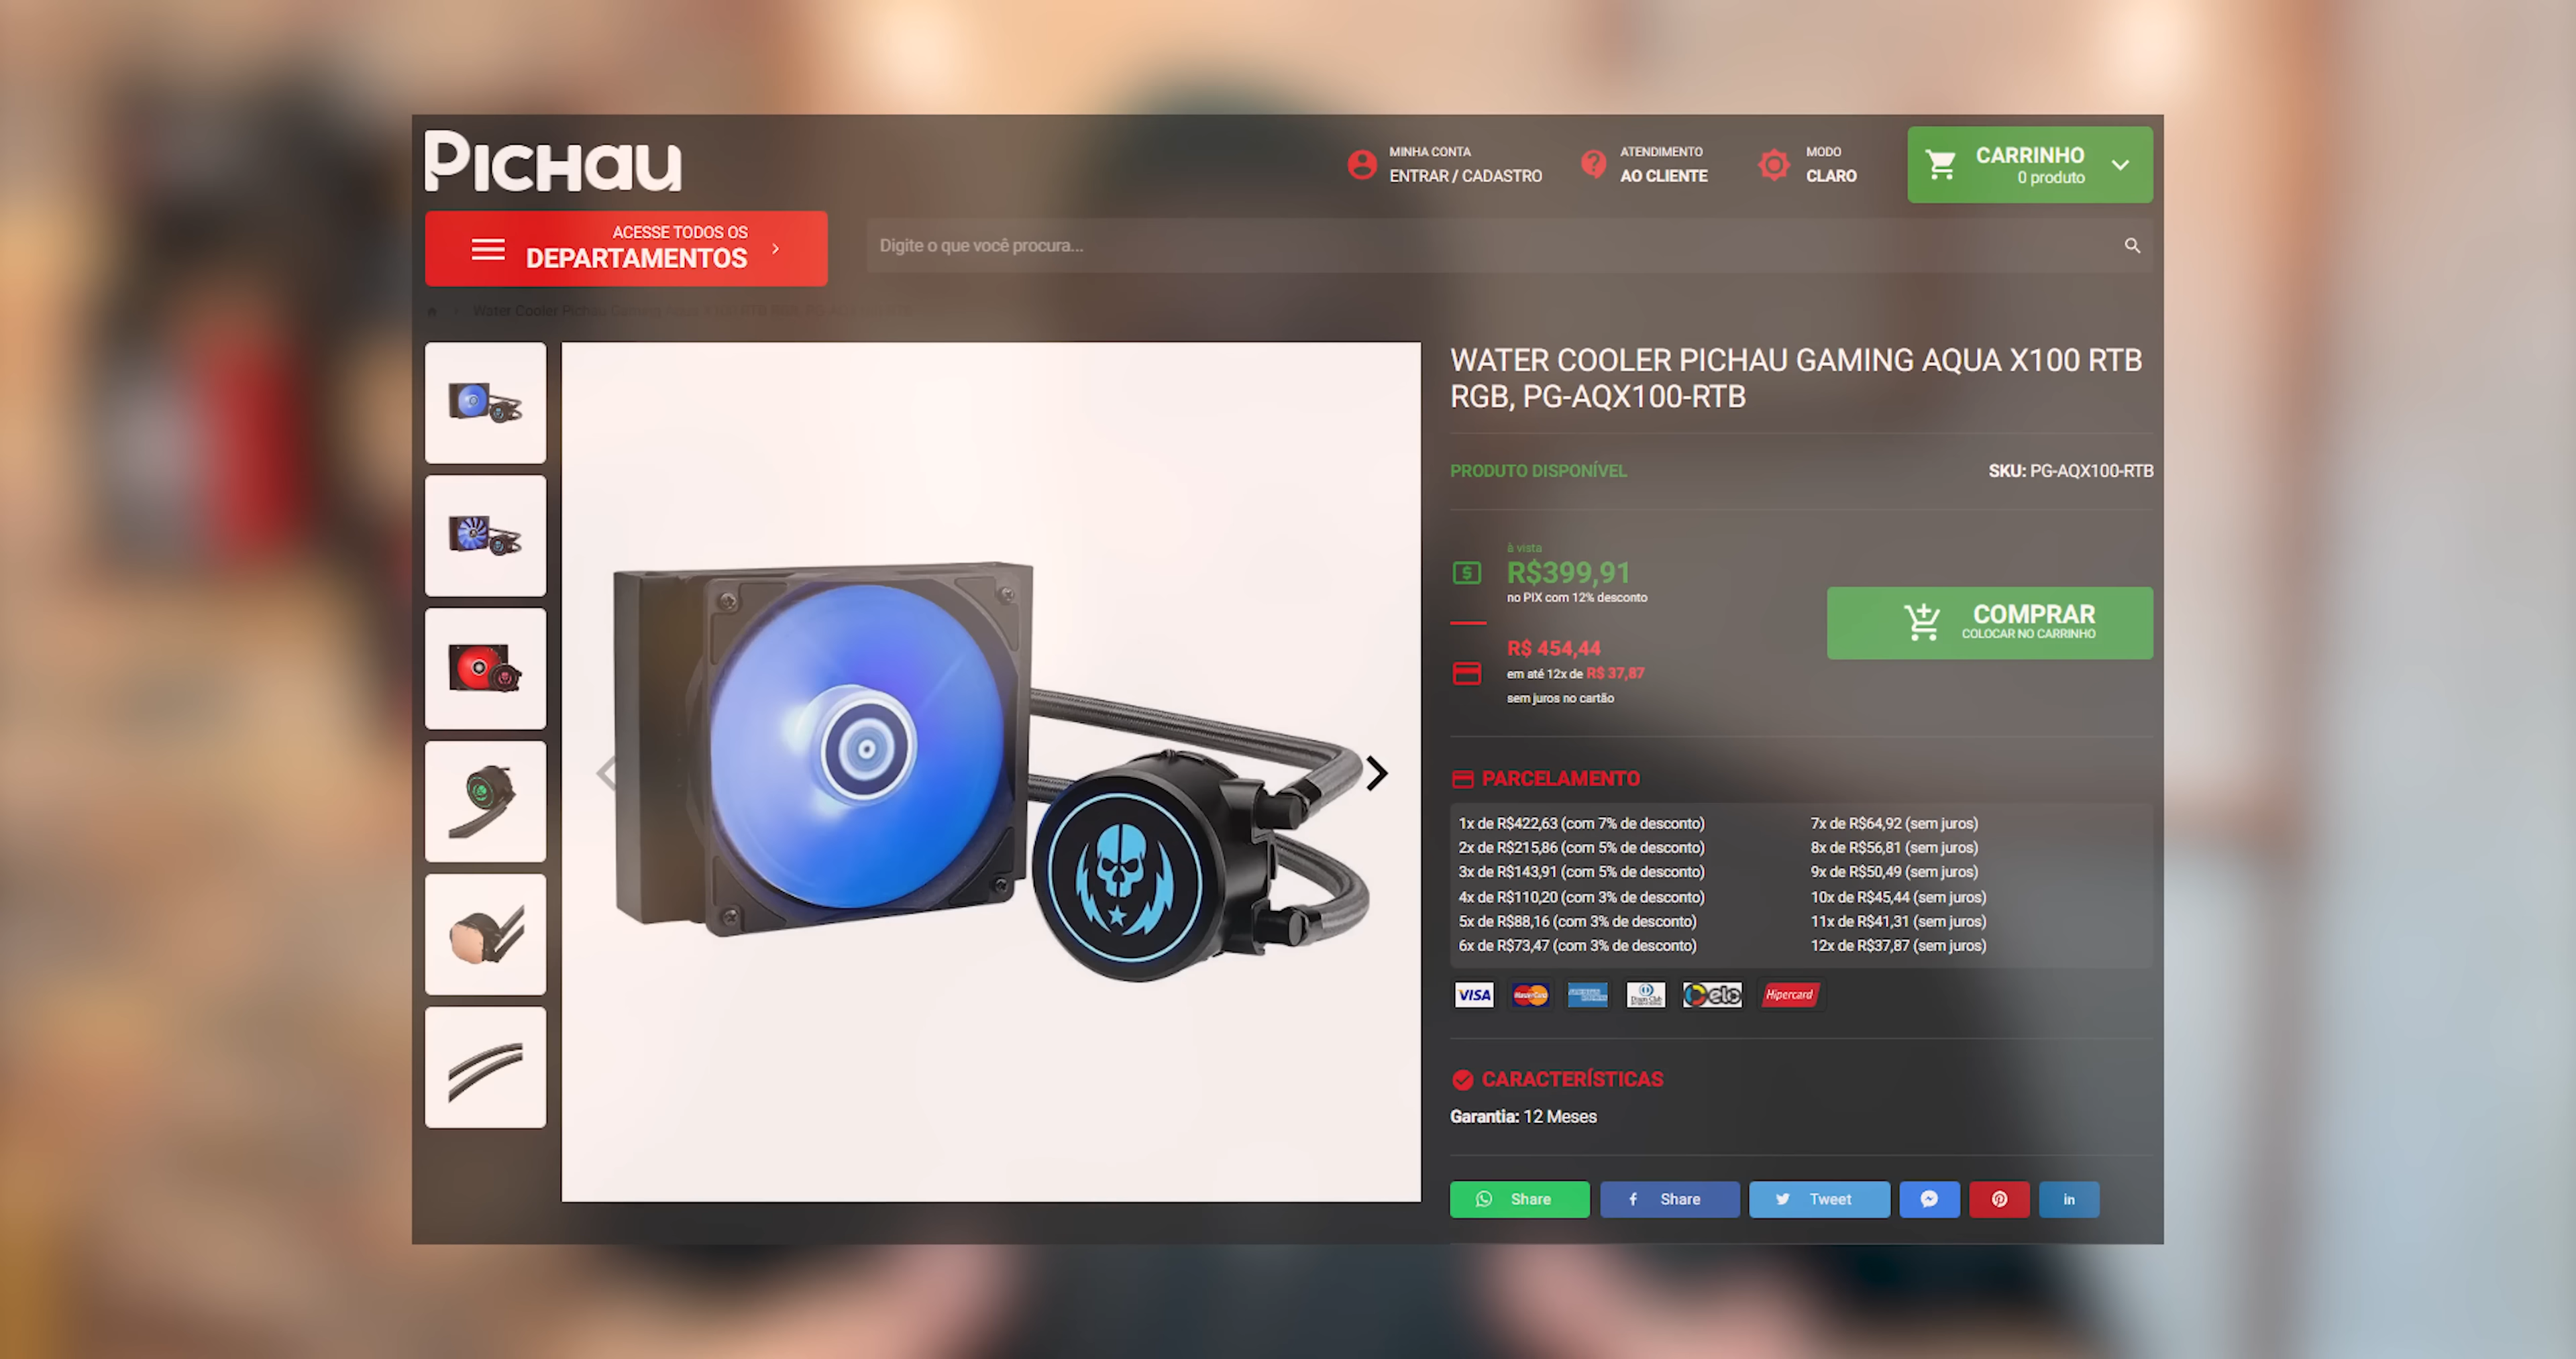 PICHAU
MINHA CONTA
ENTRAR / CADASTRO
ATENDIMENTO
AO CLIENTE
MODO
CLARO
CARRINHO
0 produto
ACESSE TODOS OS
DEPARTAMENTOS
Digite o que você procura...
Water Cooler Pichau Gaming Aqua X100 RTB
WATER COOLER PICHAU GAMING AQUA X100 RTB
RGB, PG-AQX100-RTB
PRODUTO DISPONÍVEL
SKU: PG-AQX100-RTB
à vista
R$399,91
no PIX com 12% desconto
COMPRAR
COLOCAR NO CARRINHO
R$ 454,44
em até 12x de R$ 37,87
sem juros no cartão
PARCELAMENTO
1x de R$422,63 (com 7% de desconto)
2x de R$215,86 (com 5% de desconto)
3x de R$143,91 (com 5% de desconto)
4x de R$110,20 (com 3% de desconto)
5x de R$88,16 (com 3% de desconto)
6x de R$73,47 (com 3% de desconto)
7x de R$64,92 (sem juros)
8x de R$56,81 (sem juros)
9x de R$50,49 (sem juros)
10x de R$45,44 (sem juros)
11x de R$41,31 (sem juros)
12x de R$37,87 (sem juros)
VISA
MasterCard
elo
Hipercard
CARACTERÍSTICAS
Garantia: 12 Meses
Share
Share
Tweet
in